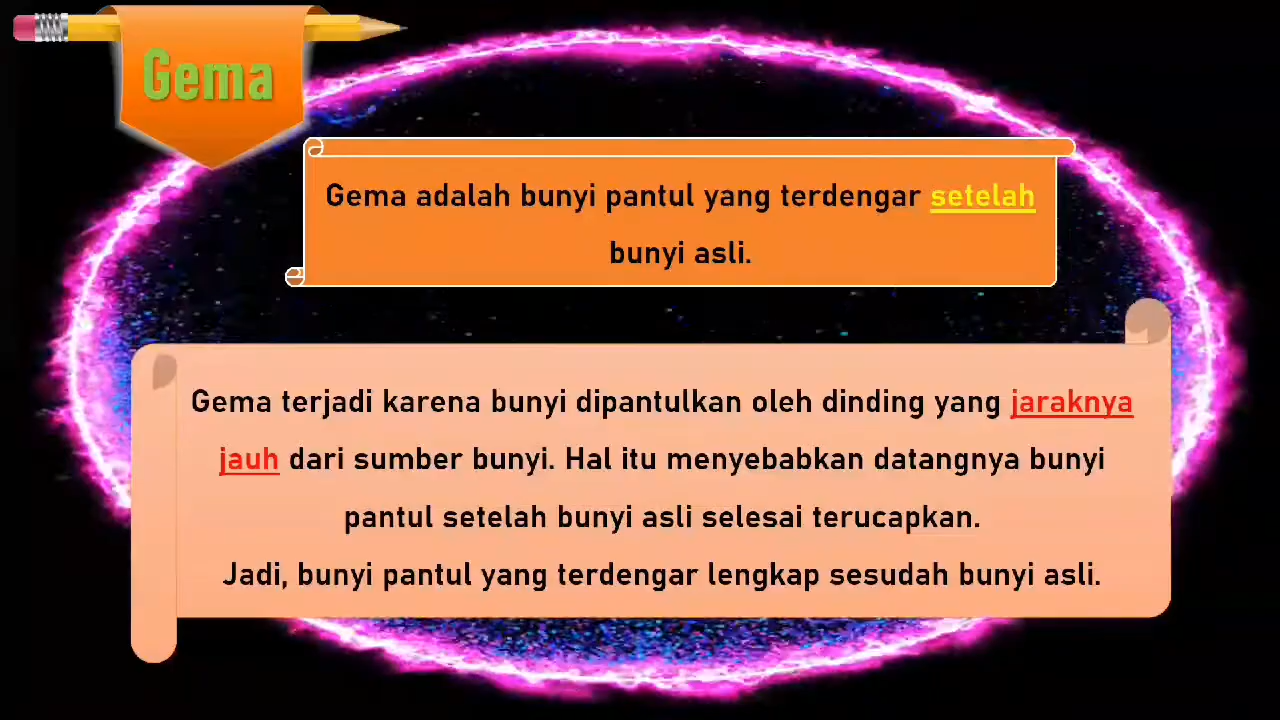 Gema
Gema adalah bunyi pantul yang terdengar setelah
bunyi asli.
Gema terjadi karena bunyi dipantulkan oleh dinding yang jaraknya
jauh dari sumber bunyi. Hal itu menyebabkan datangnya bunyi
pantul setelah bunyi asli selesai terucapkan.
Jadi, bunyi pantul yang terdengar lengkap sesudah bunyi asli.